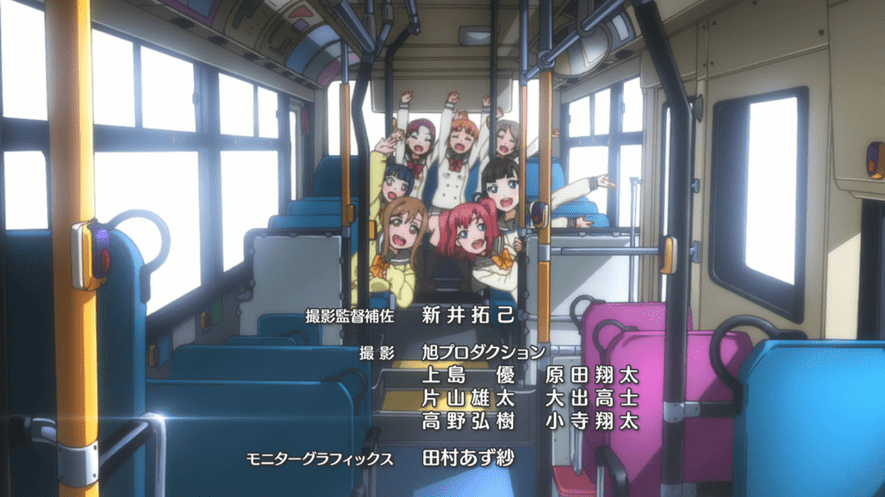 撮影監督補佐 新井拓己
撮影 旭プロダクション
上島 優 原田翔太
片山雄太 大出高士
高野弘樹 小寺翔太
モニターグラフィックス 田村あず紗